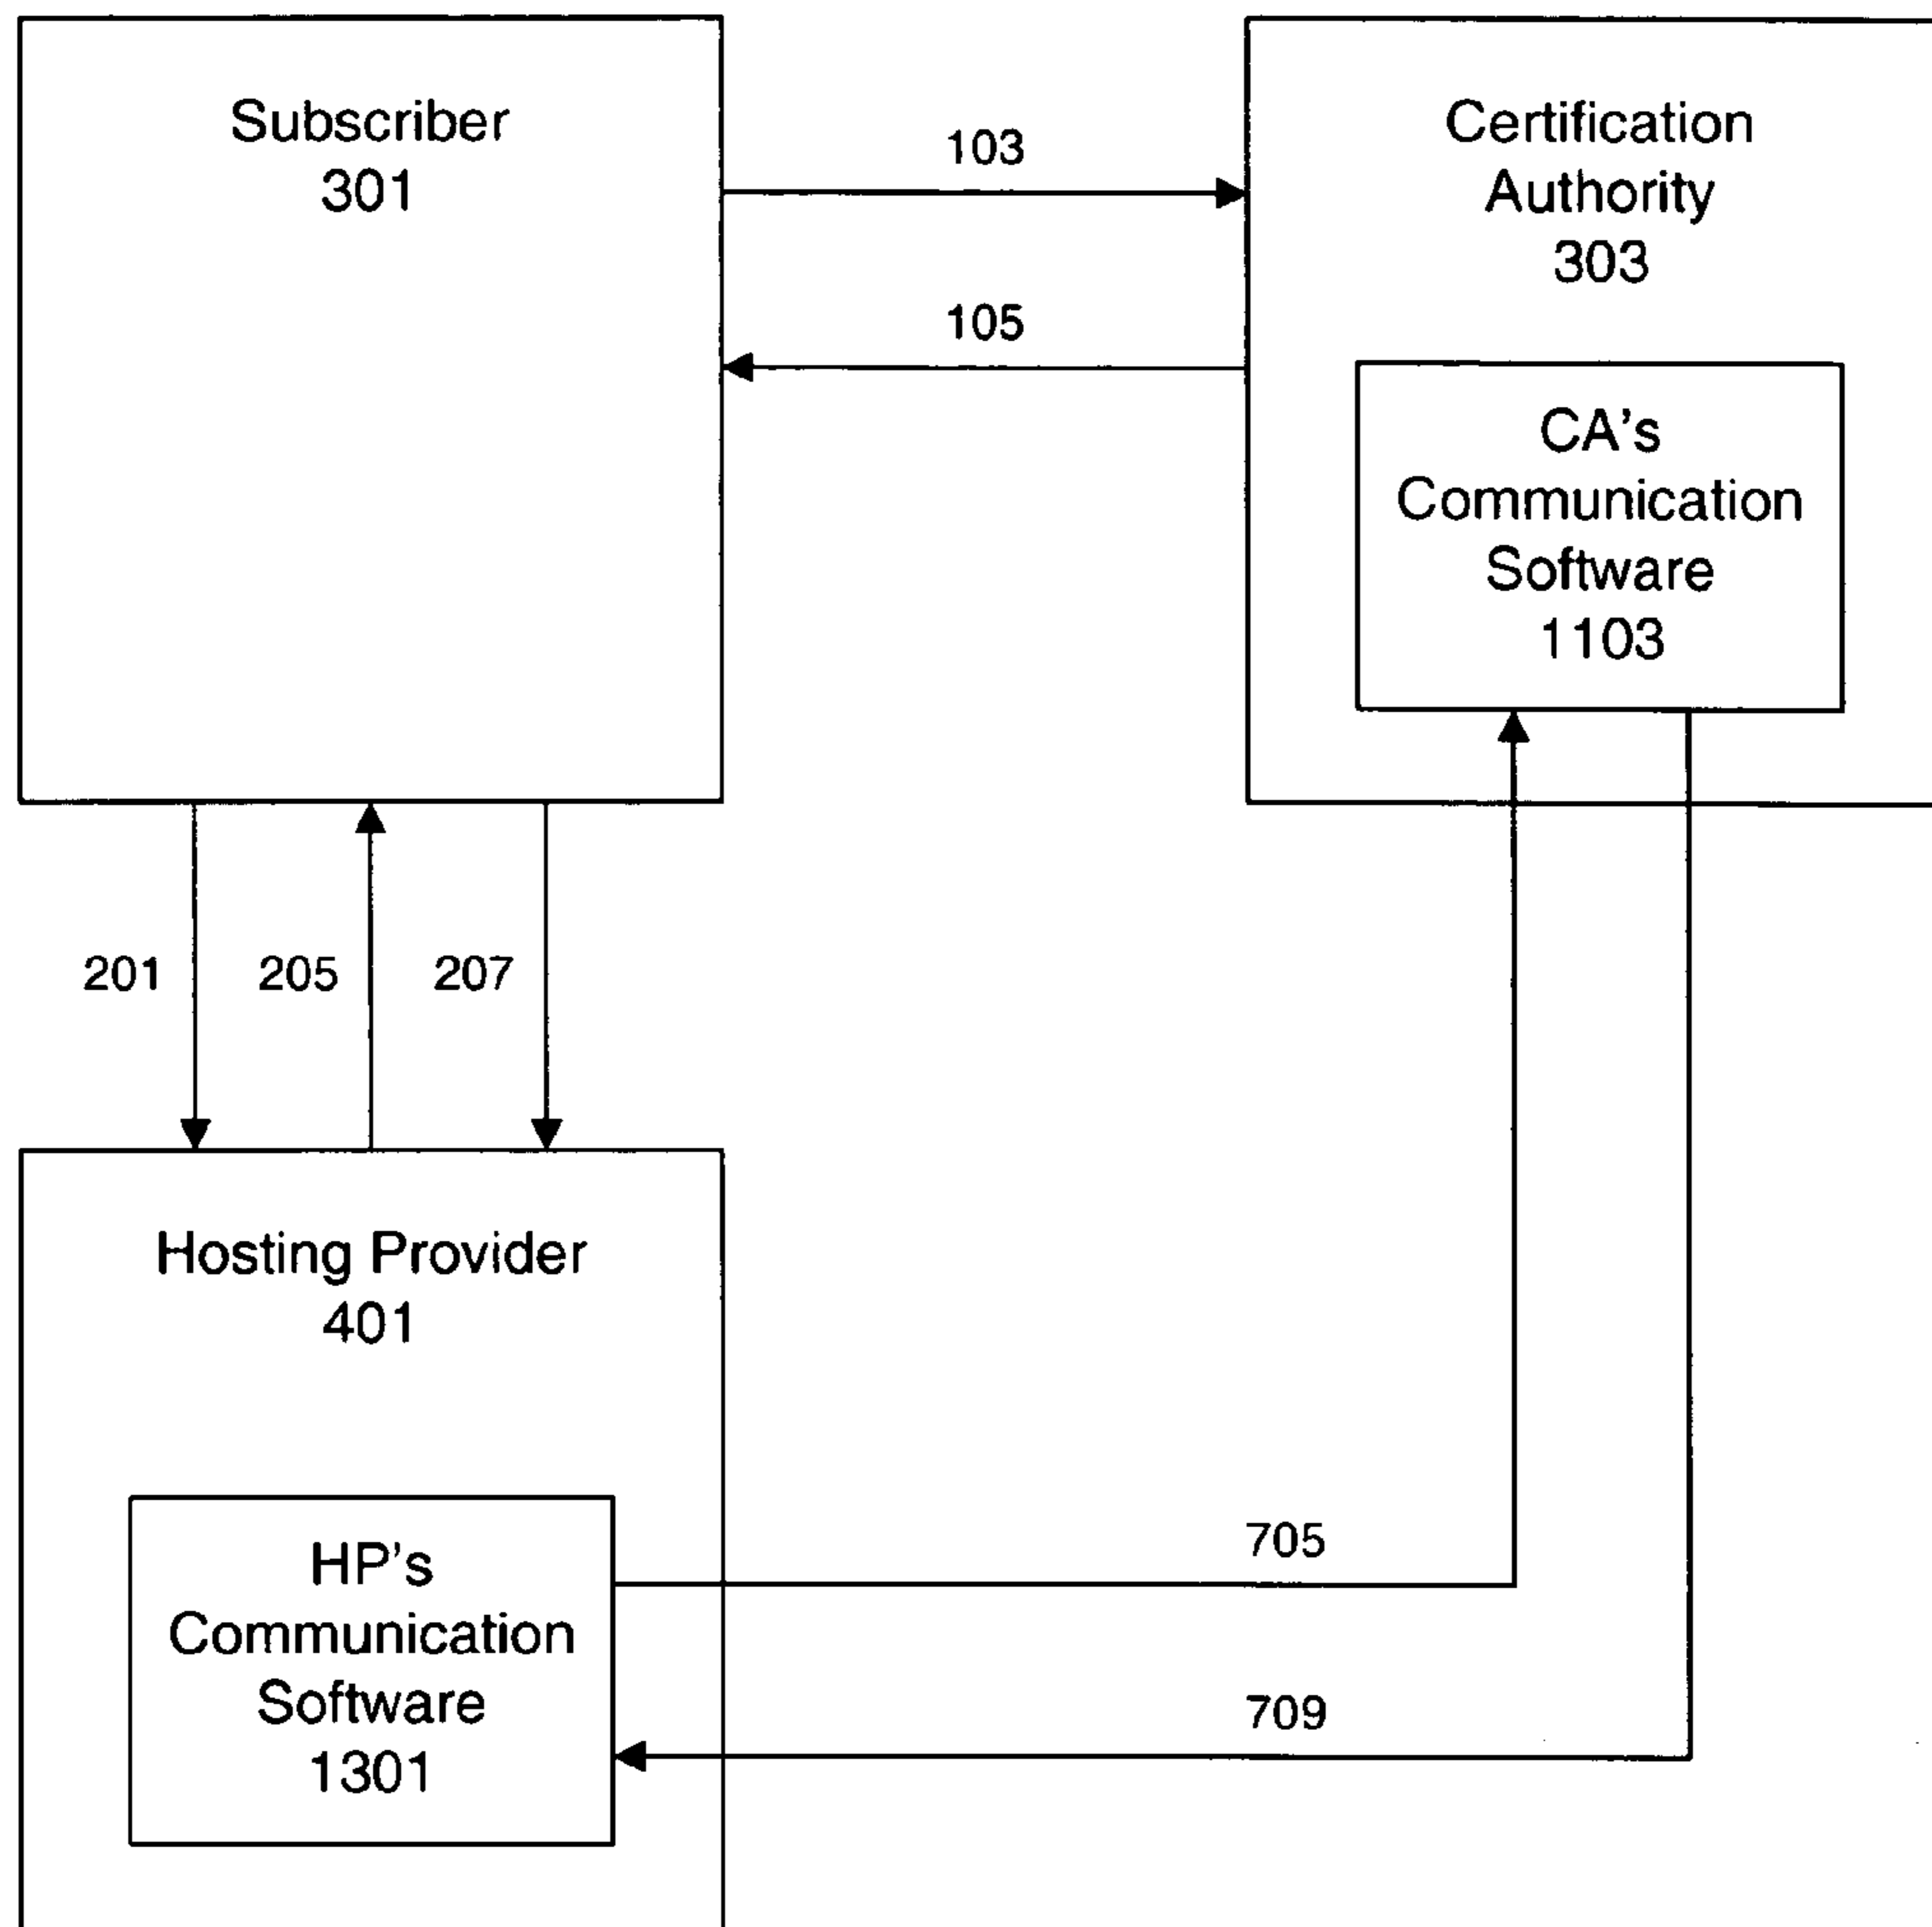 Subscriber
301
103
105
Certification
Authority
303
CA's
Communication
Software
1103
201
205
207
Hosting Provider
401
HP's
Communication
Software
1301
705
709